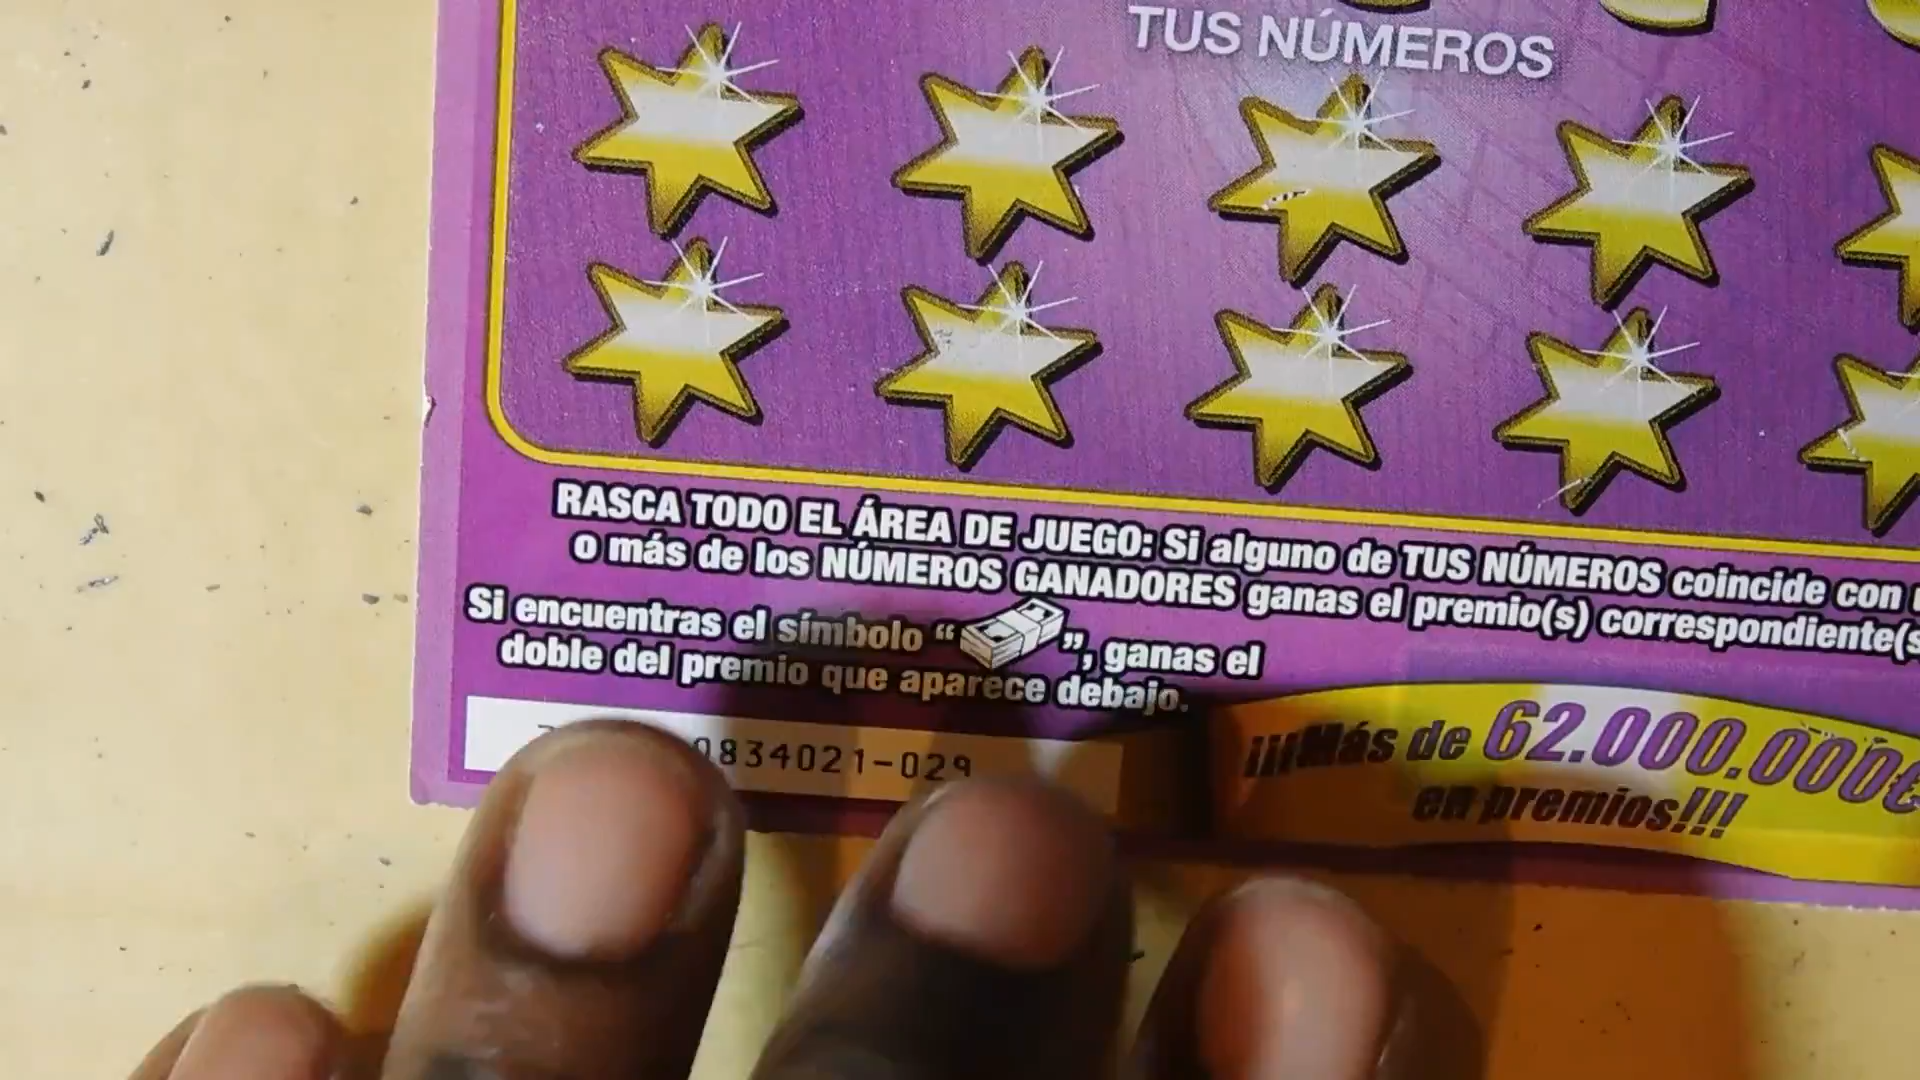 TUS NÚMEROS
RASCA TODO EL ÁREA DE JUEGO: Si alguno de TUS NÚMEROS coincide con
o más de los NÚMEROS GANADORES ganas el premio(s) correspondiente(s
Si encuentras el símbolo “ ”, ganas el
doble del premio que aparece debajo.
0834021-029
¡¡¡Más de 62.000.000€
en premios!!!